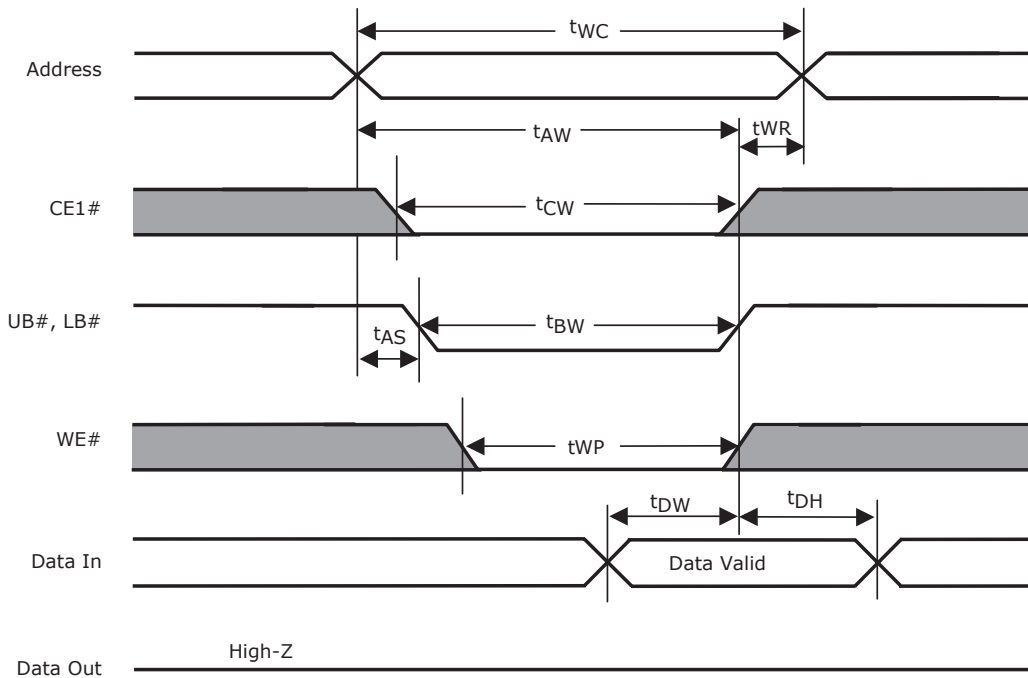 tWC
Address
tAW
tWR
CE1#
tCW
UB#, LB#
tAS
tBW
WE#
tWP
tDW
tDH
Data In
Data Valid
High-Z
Data Out